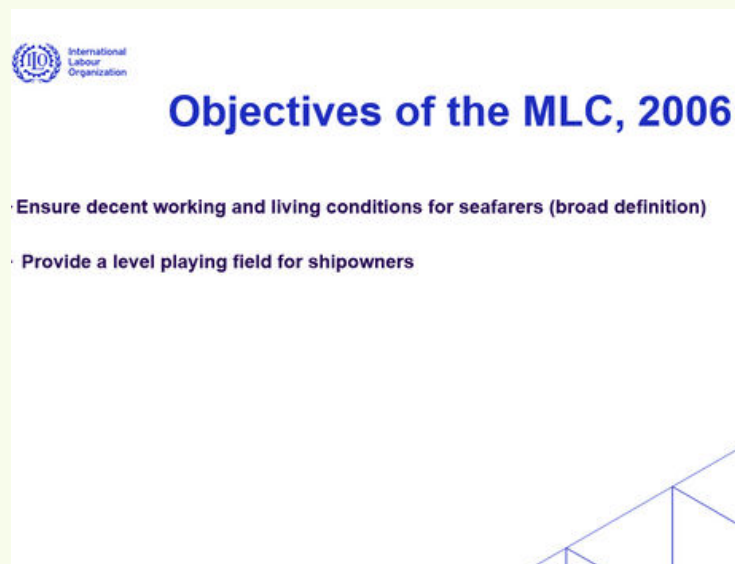 International
Labour
Organization
Objectives of the MLC, 2006
· Ensure decent working and living conditions for seafarers (broad definition)
· Provide a level playing field for shipowners